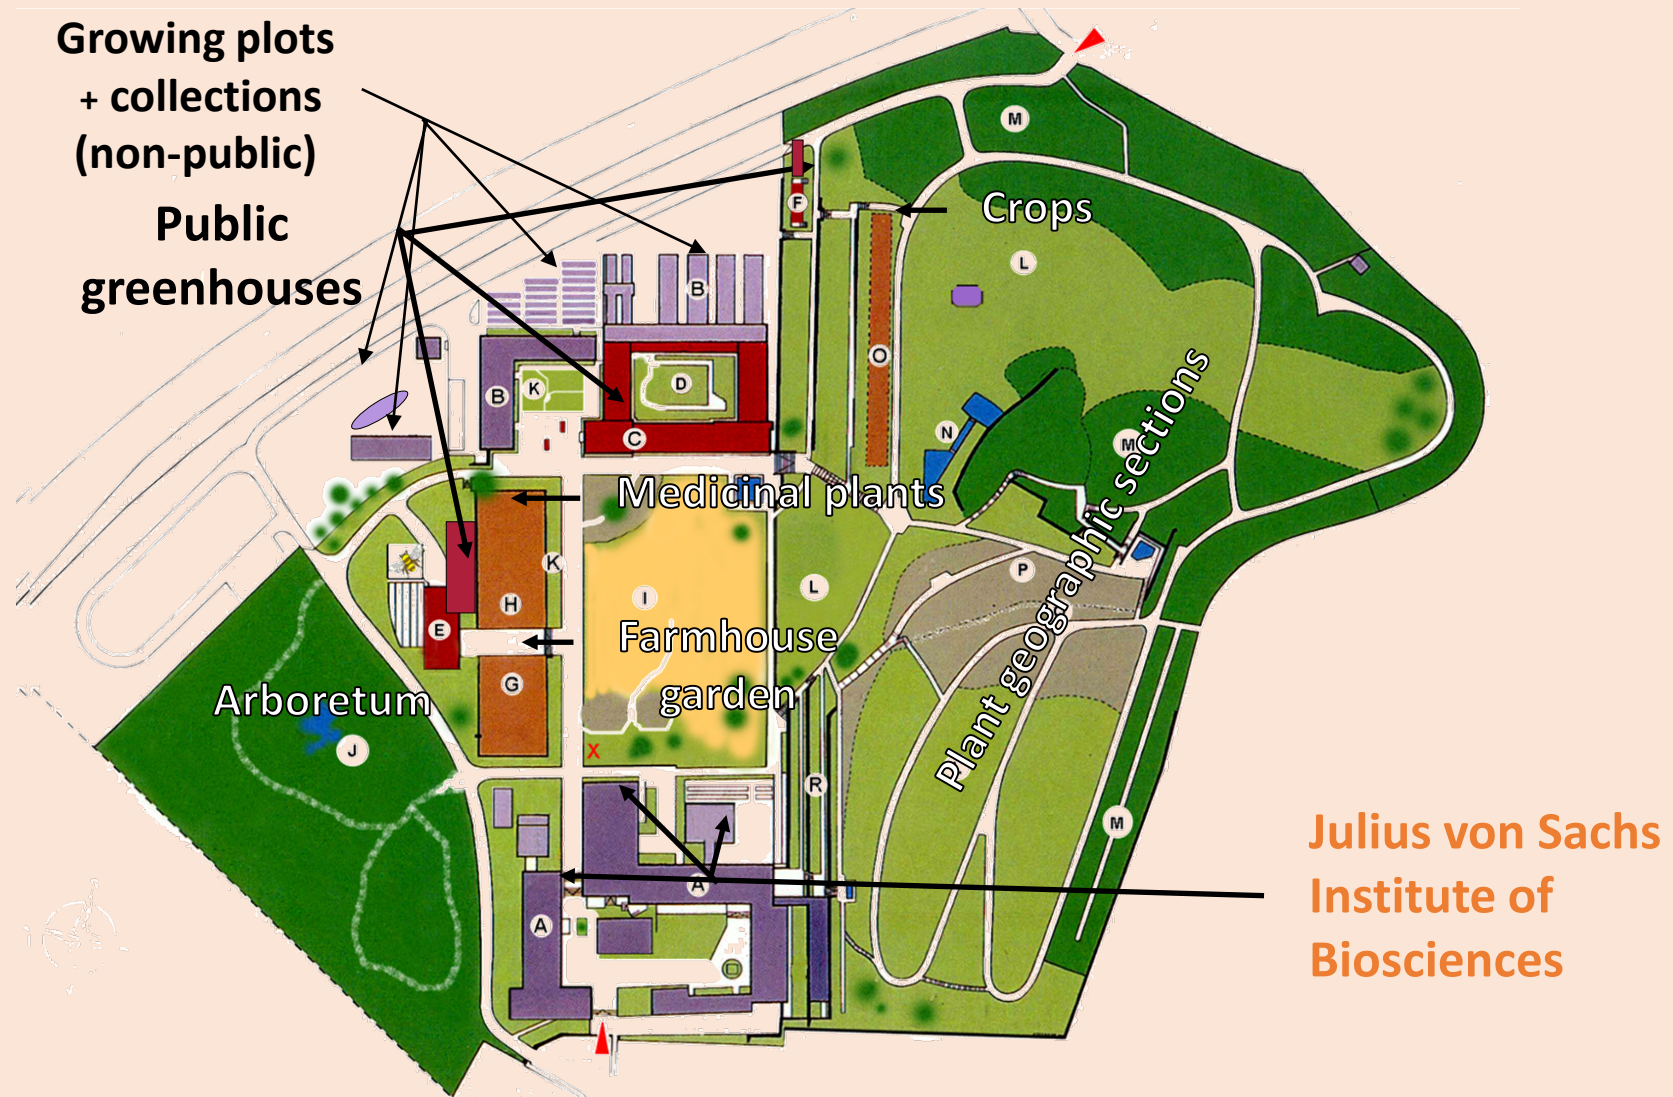 Growing plots
+ collections
(non-public)
Public
greenhouses
M
F
Crops
L
B
O
D
B
K
C
N
M
Medicinal plants
K
P
L
H
I
E
Farmhouse
garden
G
Plant geographic sections
Arboretum
J
X
R
M
A
A
Julius von Sachs
Institute of
Biosciences